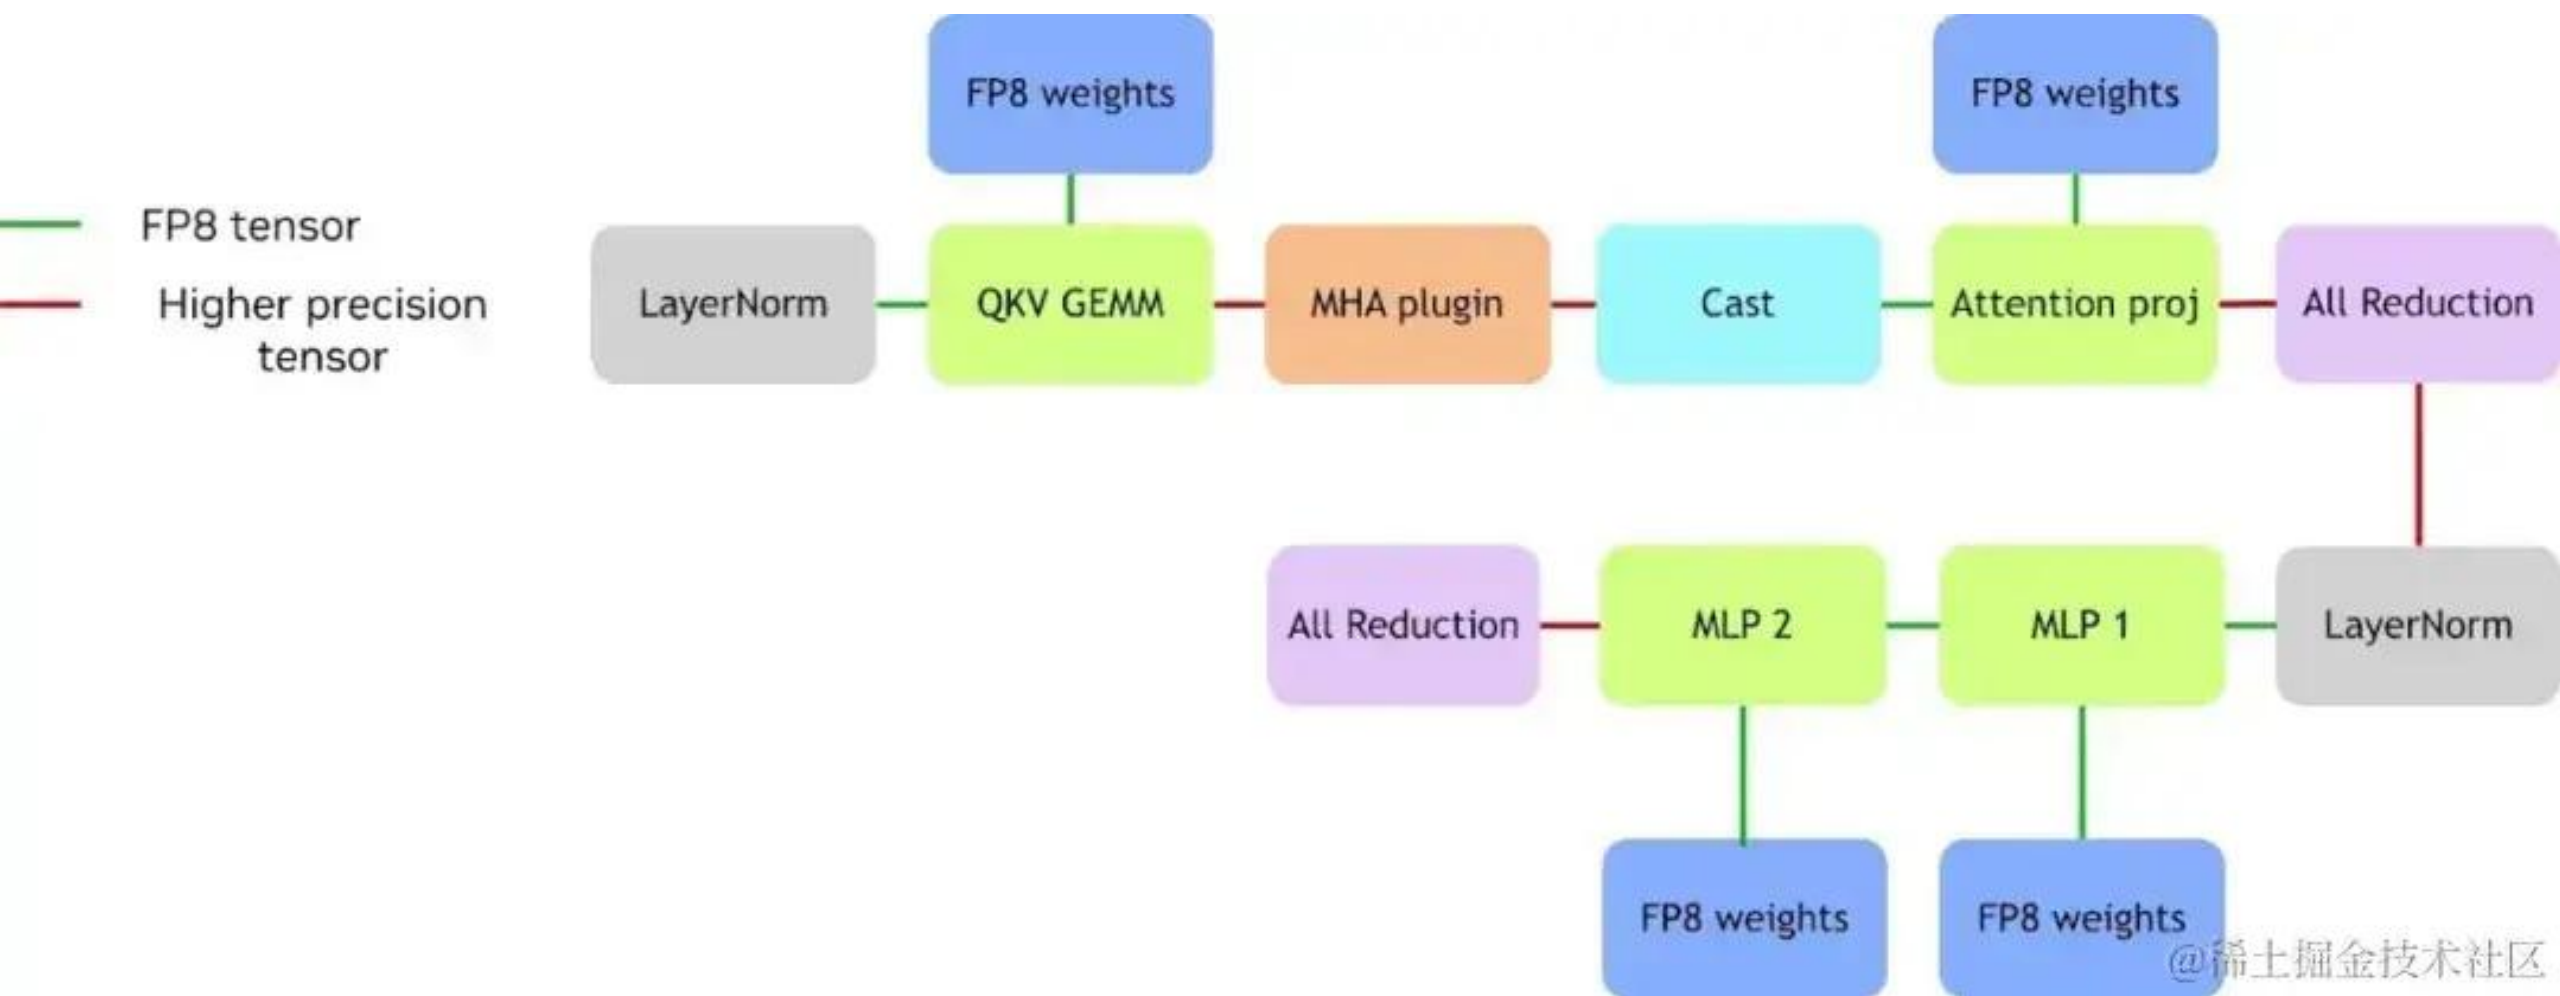 FP8 weights
FP8 weights
FP8 tensor
Higher precision
tensor
LayerNorm
QKV GEMM
MHA plugin
Cast
Attention proj
All Reduction
All Reduction
MLP 2
MLP 1
LayerNorm
FP8 weights
FP8 weights
@稀土掘金技术社区